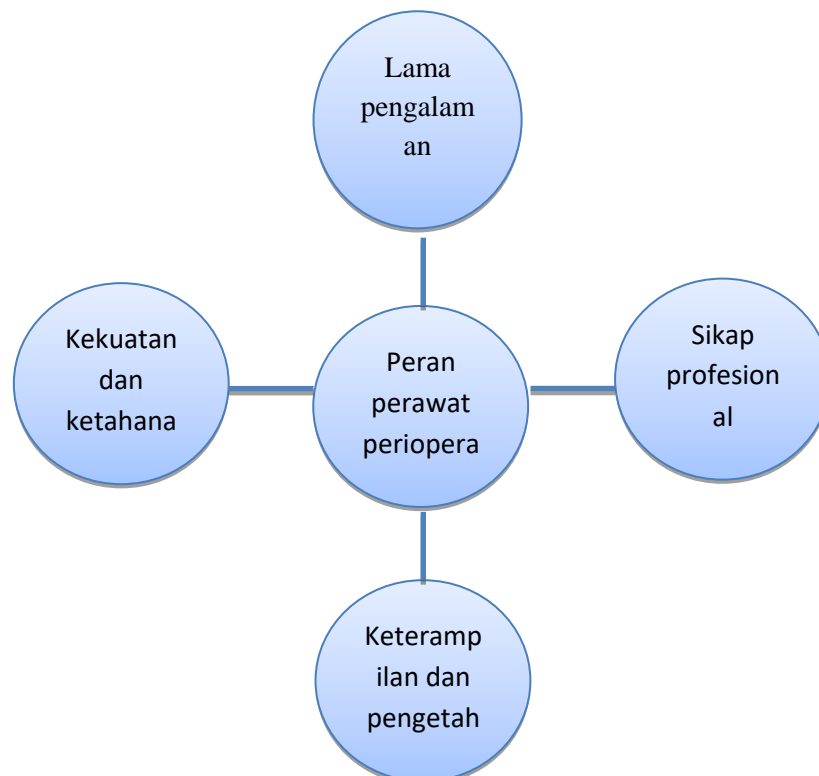 Lama
pengalam
an
Kekuatan
dan
ketahana
Peran
perawat
periopera
Sikap
profesion
al
Keteramp
ilan dan
pengetah